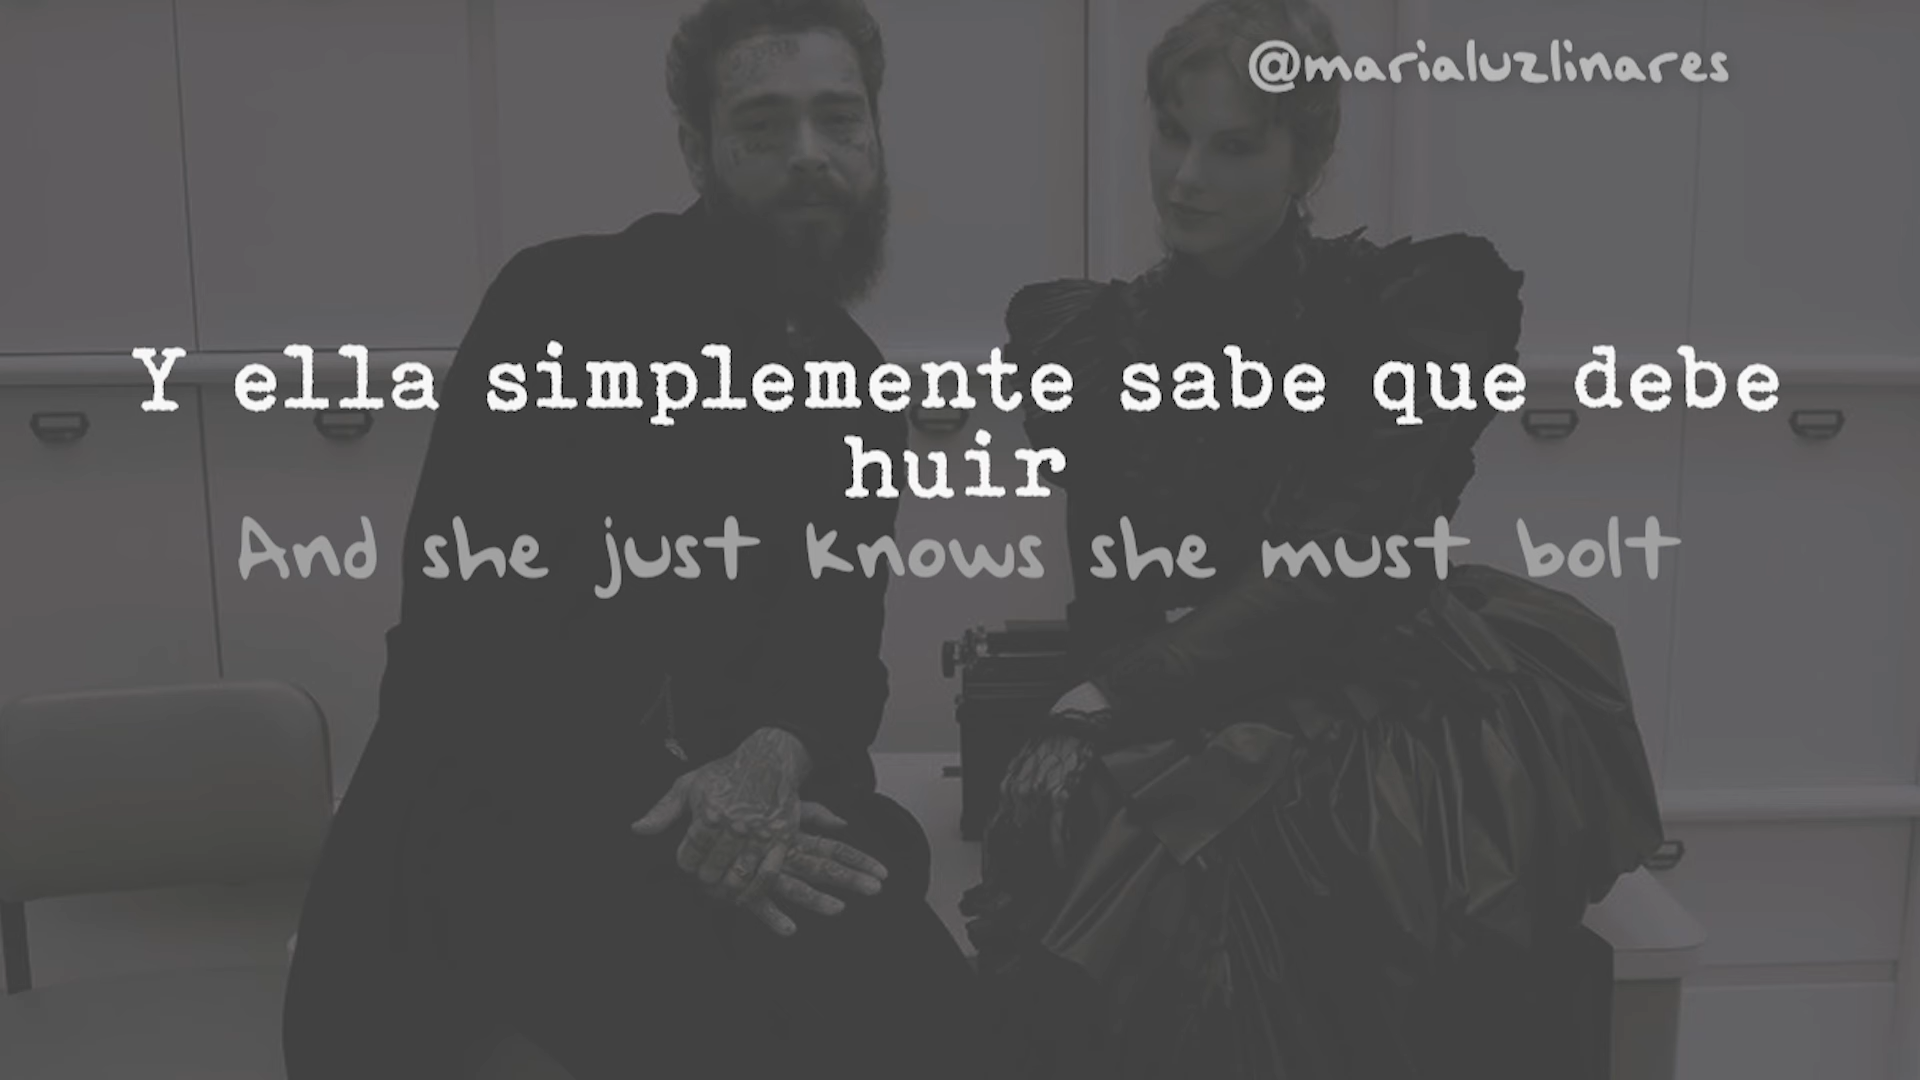 @marialuzlinares
Y ella simplemente sabe que debe
huir
And she just knows she must bolt